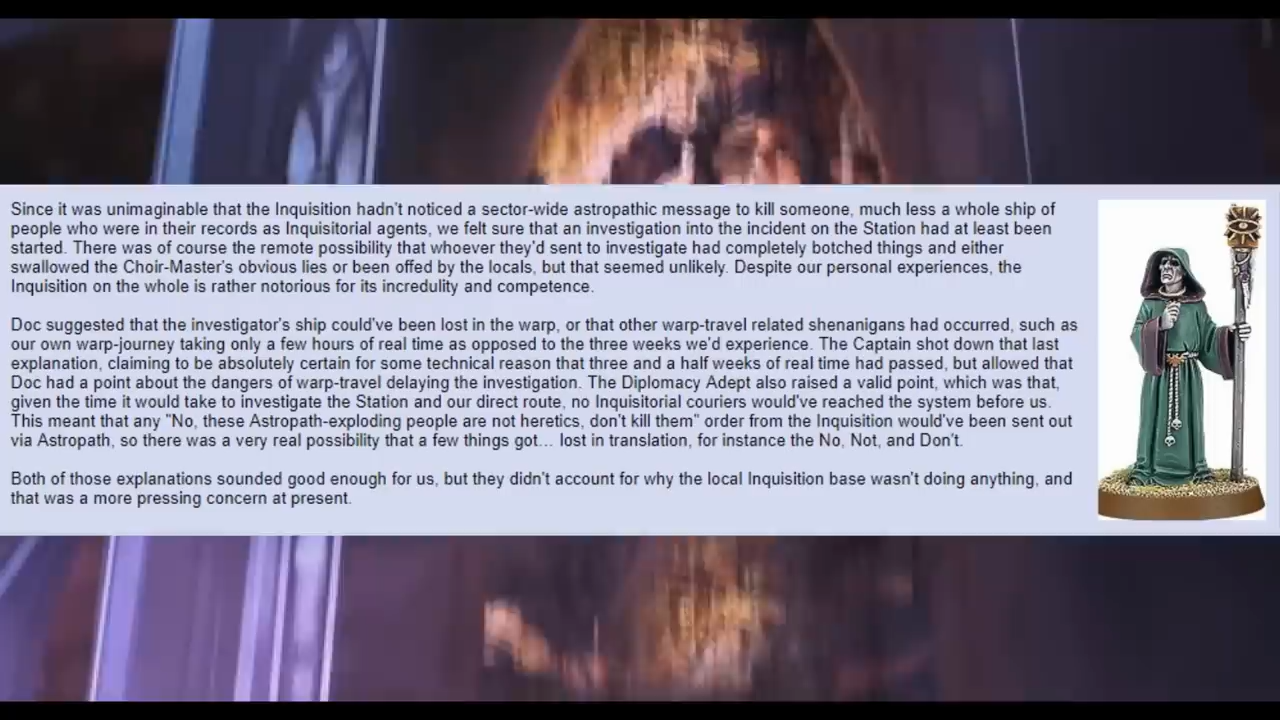 Since it was unimaginable that the Inquisition hadn't noticed a sector-wide astropathic message to kill someone, much less a whole ship of
people who were in their records as Inquisitorial agents, we felt sure that an investigation into the incident on the Station had at least been
started. There was of course the remote possibility that whoever they'd sent to investigate had completely botched things and either
swallowed the Choir-Master's obvious lies or been offed by the locals, but that seemed unlikely. Despite our personal experiences, the
Inquisition on the whole is rather notorious for its incredulity and competence.
Doc suggested that the investigator's ship could've been lost in the warp, or that other warp-travel related shenanigans had occurred, such as
our own warp-journey taking only a few hours of real time as opposed to the three weeks we'd experience. The Captain shot down that last
explanation, claiming to be absolutely certain for some technical reason that three and a half weeks of real time had passed, but allowed that
Doc had a point about the dangers of warp-travel delaying the investigation. The Diplomacy Adept also raised a valid point, which was that,
given the time it would take to investigate the Station and our direct route, no Inquisitorial couriers would've reached the system before us.
This meant that any "No, these Astropath-exploding people are not heretics, don't kill them" order from the Inquisition would've been sent out
via Astropath, so there was a very real possibility that a few things got... lost in translation, for instance the No, Not, and Don't.
Both of those explanations sounded good enough for us, but they didn't account for why the local Inquisition base wasn't doing anything, and
that was a more pressing concern at present.